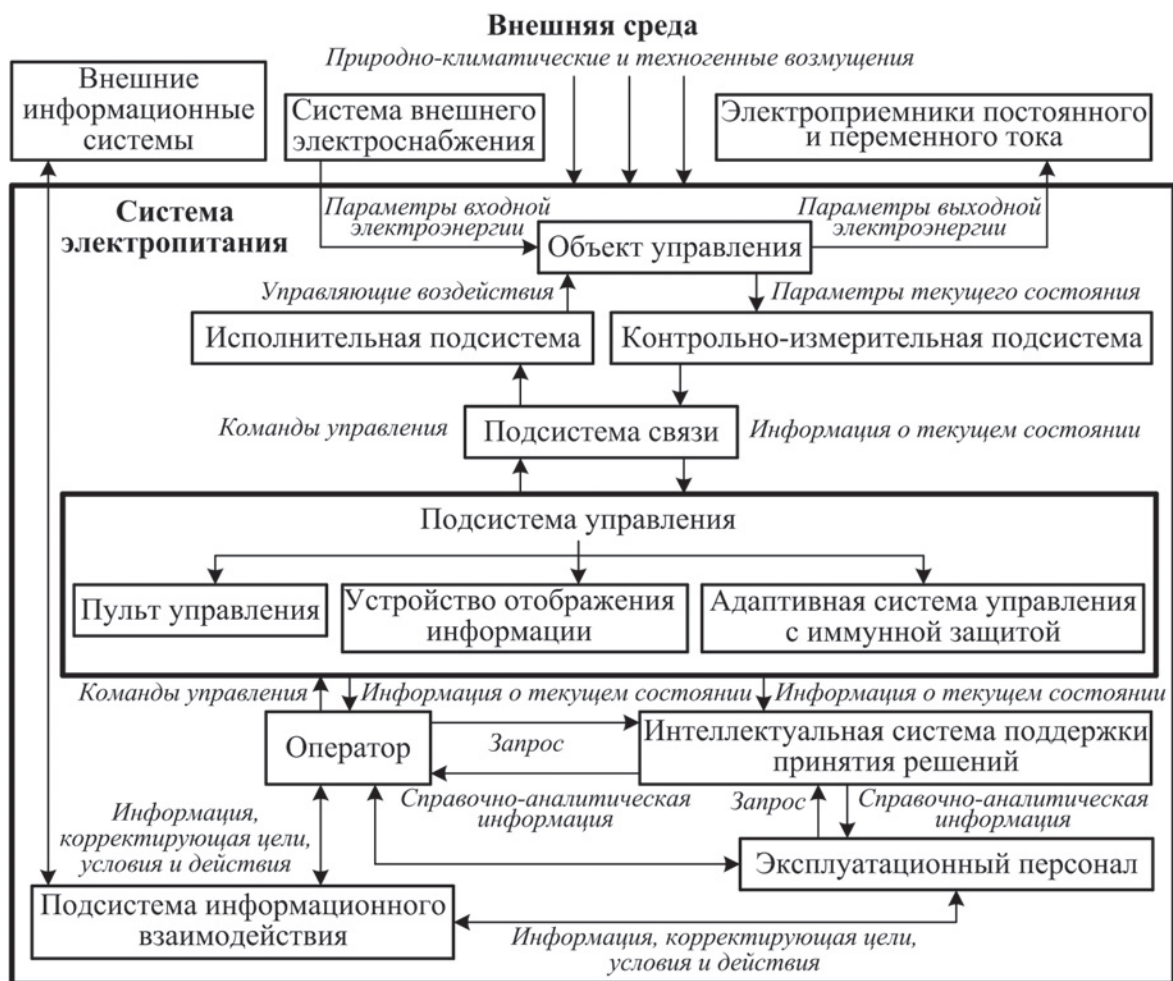 Внешняя среда
Природно-климатические и техногенные возмущения
Внешние
информационные
системы
Система внешнего
электроснабжения
Электроприемники постоянного
и переменного тока
Система
электропитания
Параметры входной
электроэнергии
Параметры выходной
электроэнергии
Объект управления
Управляющие воздействия
Параметры текущего состояния
Исполнительная подсистема
Контрольно-измерительная подсистема
Команды управления
Подсистема связи
Информация о текущем состоянии
Подсистема управления
Пульт управления
Устройство отображения
информации
Адаптивная система управления
с иммунной защитой
Команды управления
Информация о текущем состоянии
Информация о текущем состоянии
Оператор
Запрос
Интеллектуальная система поддержки
принятия решений
Справочно-аналитическая
информация
Запрос
Справочно-аналитическая
информация
Информация,
корректирующая цели,
условия и действия
Эксплуатационный персонал
Подсистема информационного
взаимодействия
Информация, корректирующая цели,
условия и действия